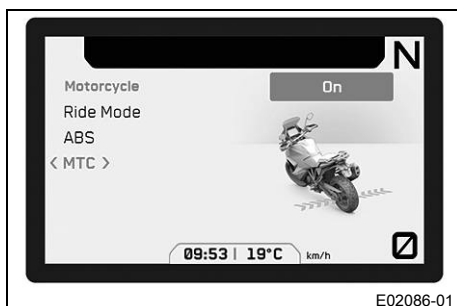 N
Motorcycle
On
Ride Mode
ABS
< MTC >
09:53 | 19°C km/h
0
E02086-01